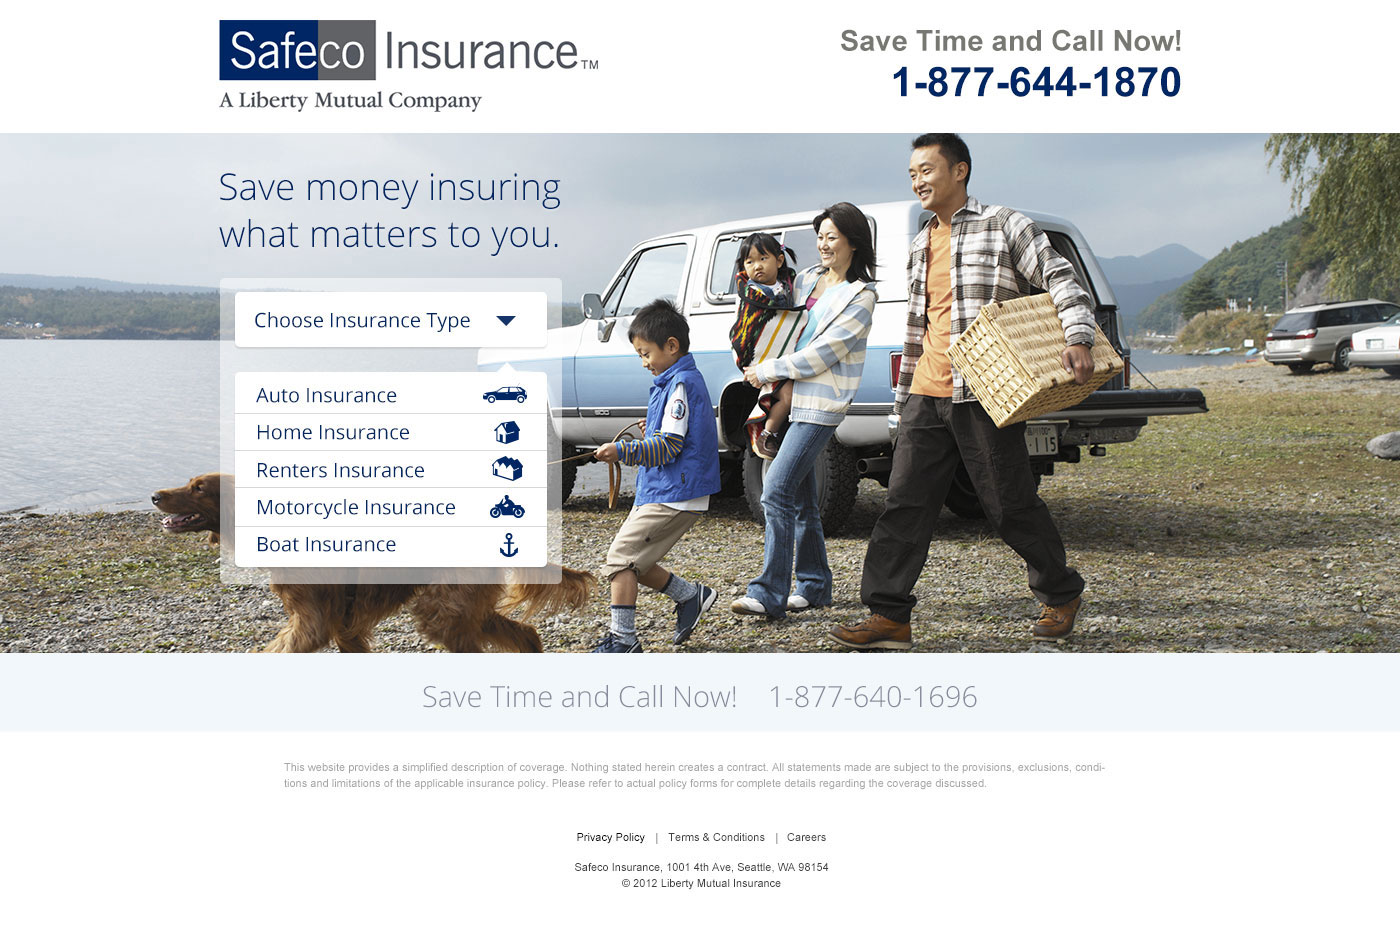 Safeco Insurance™
A Liberty Mutual Company
Save Time and Call Now!
1-877-644-1870
Save money insuring
what matters to you.
Choose Insurance Type
Auto Insurance
Home Insurance
Renters Insurance
Motorcycle Insurance
Boat Insurance
Save Time and Call Now! 1-877-640-1696
This website provides a simplified description of coverage. Nothing stated herein creates a contract. All statements made are subject to the provisions, exclusions, condi-
tions and limitations of the applicable insurance policy. Please refer to actual policy forms for complete details regarding the coverage discussed.
Privacy Policy | Terms & Conditions | Careers
Safeco Insurance, 1001 4th Ave, Seattle, WA 98154
© 2012 Liberty Mutual Insurance